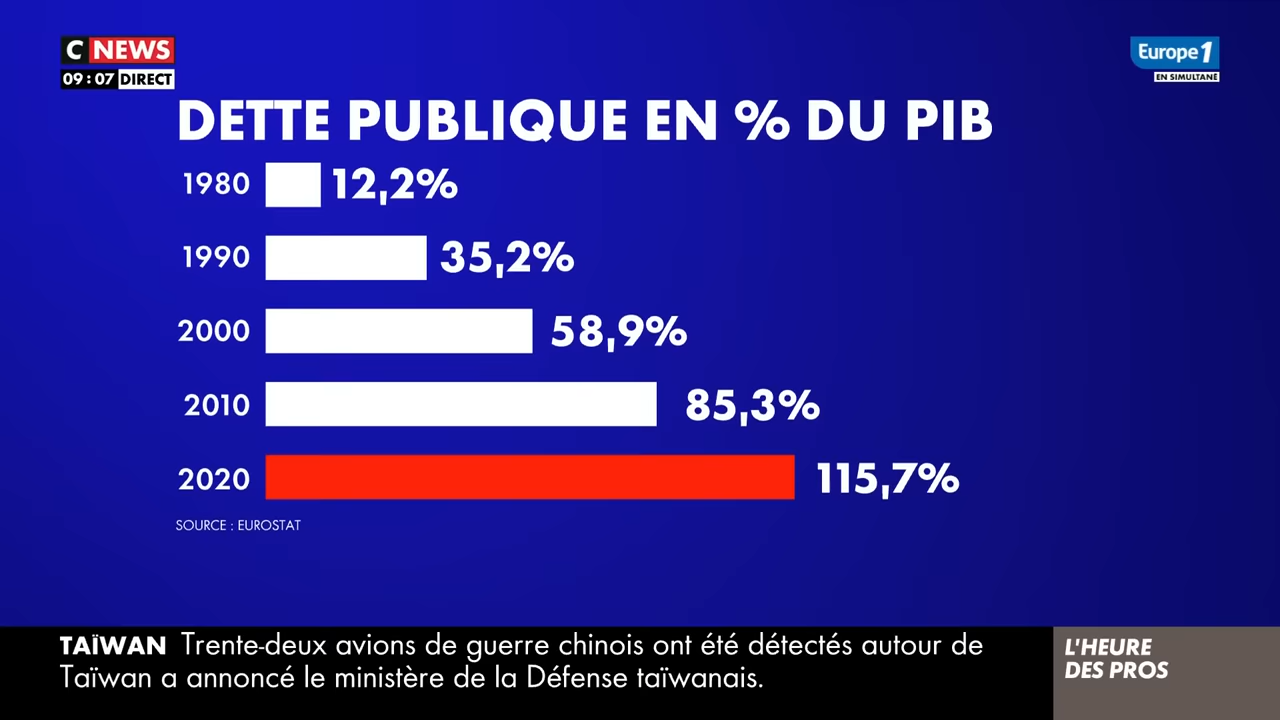 C NEWS
09:07 DIRECT
Europe 1
EN SIMULTANÉ
DETTE PUBLIQUE EN % DU PIB
1980 12,2%
1990 35,2%
2000 58,9%
2010 85,3%
2020 115,7%
SOURCE : EUROSTAT
TAÏWAN Trente-deux avions de guerre chinois ont été détectés autour de
Taïwan a annoncé le ministère de la Défense taïwanais.
L'HEURE
DES PROS